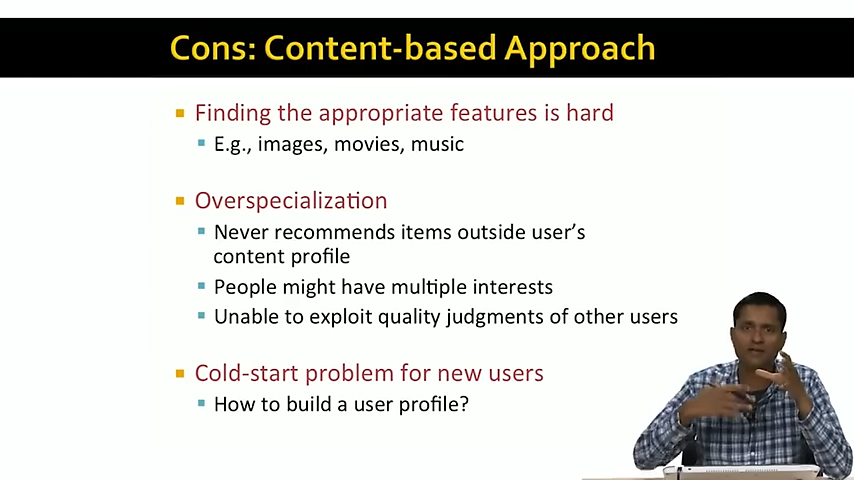 Cons: Content-based Approach
Finding the appropriate features is hard
E.g., images, movies, music
Overspecialization
Never recommends items outside user's
content profile
People might have multiple interests
Unable to exploit quality judgments of other users
Cold-start problem for new users
How to build a user profile?